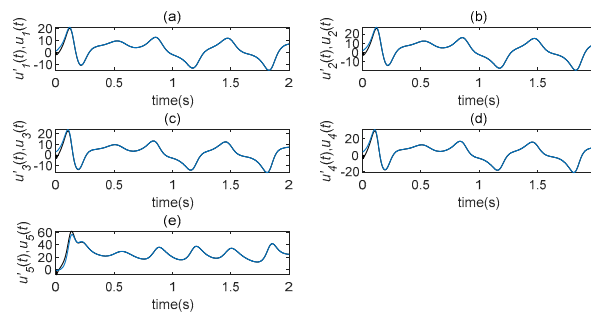 (a)
u'1(t),u1(t)
20
10
0
-10
0
0.5
1
1.5
2
time(s)
(b)
u'2(t),u2(t)
20
10
0
-10
0
0.5
1
1.5
time(s)
(c)
u'3(t),u3(t)
20
10
0
-10
0
0.5
1
1.5
2
time(s)
(d)
u'4(t),u4(t)
20
0
-20
0
0.5
1
1.5
time(s)
(e)
u'5(t),u5(t)
60
40
20
0
0
0.5
1
1.5
2
time(s)